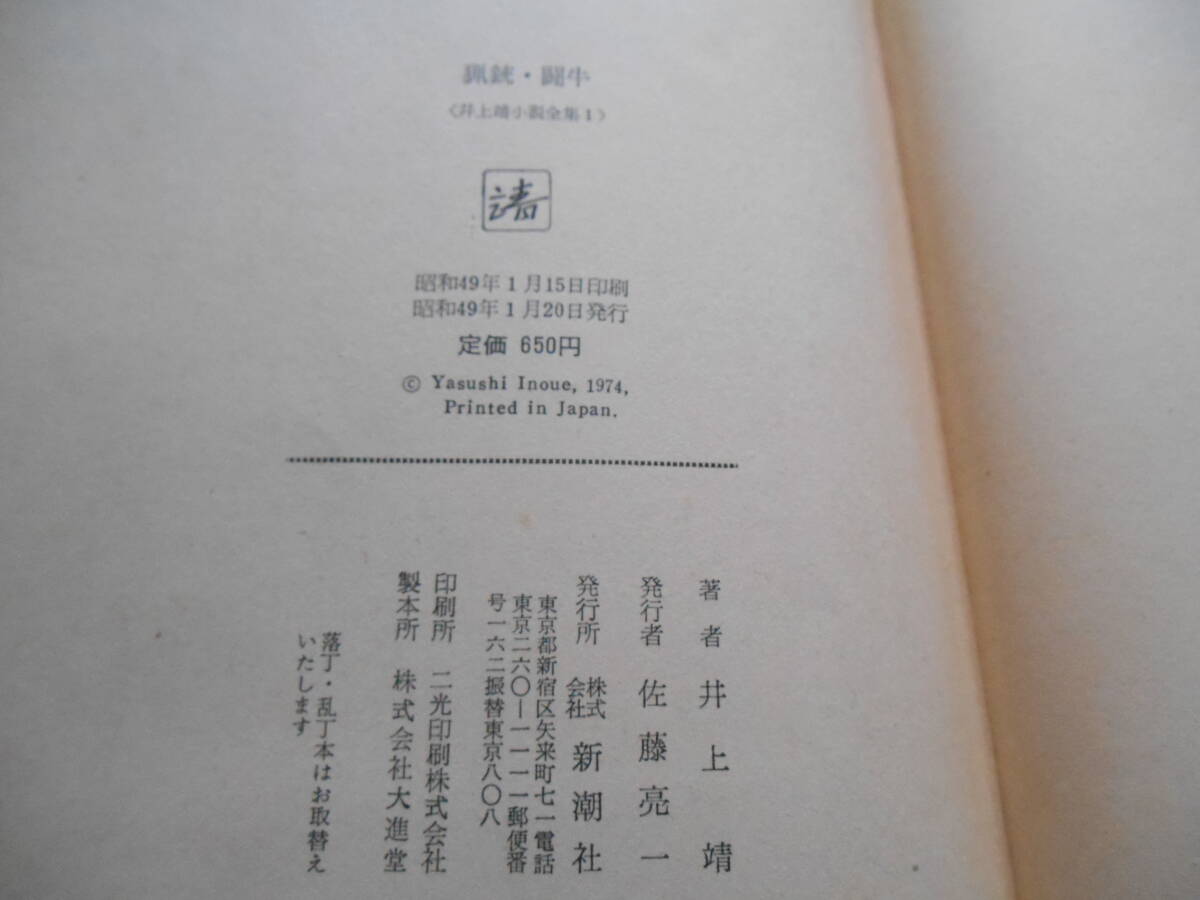 猟銃・闘牛
〈井上靖小説全集1〉
靖
昭和49年1月15日印刷
昭和49年1月20日発行
定価 650円
© Yasushi Inoue, 1974,
Printed in Japan.
著者 井上靖
発行者 佐藤亮一
発行所 株式会社 新潮社
東京都新宿区矢来町七一電話
東京二六〇―一一一一郵便番
号一六二振替東京八〇八
印刷所 二光印刷株式会社
製本所 株式会社大進堂
落丁・乱丁本はお取替え
いたします